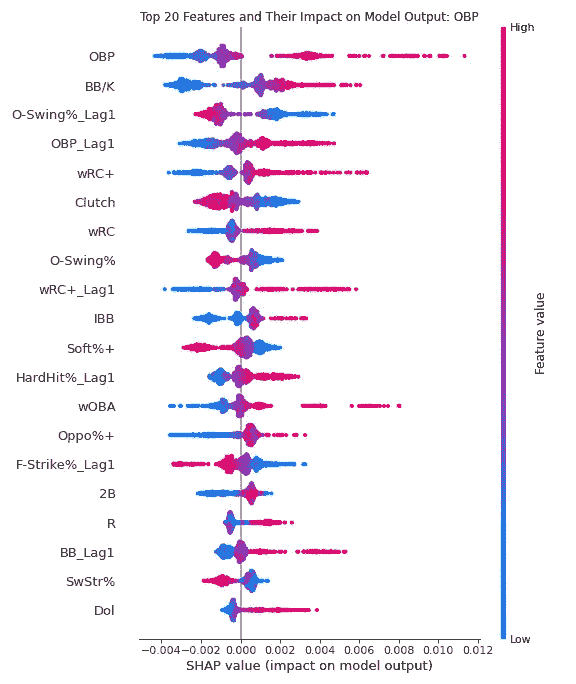 Top 20 Features and Their Impact on Model Output: OBP
High
OBP
BB/K
O-Swing%_Lag1
OBP_Lag1
wRC+
Clutch
wRC
O-Swing%
wRC+_Lag1
IBB
Soft%+
HardHit%_Lag1
wOBA
Oppo%+
F-Strike%_Lag1
2B
R
BB_Lag1
SwStr%
Dol
Feature value
Low
−0.004 −0.002 0.000 0.002 0.004 0.006 0.008 0.010 0.012
SHAP value (impact on model output)